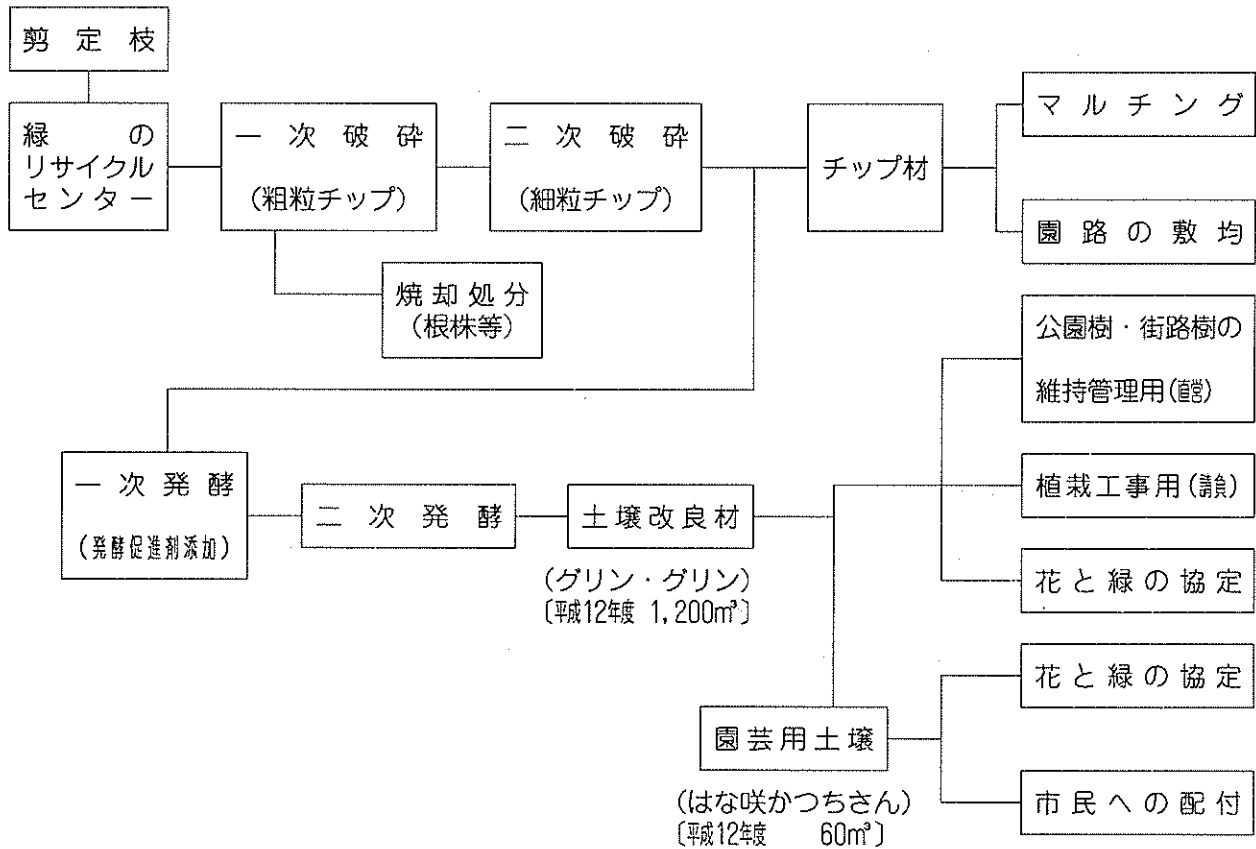 剪定枝
緑の
リサイクル
センター
一次破砕
(粗粒チップ)
二次破砕
(細粒チップ)
焼却処分
(根株等)
チップ材
マルチング
園路の敷均
公園樹・街路樹の
維持管理用(直営)
植栽工事用(請負)
花と緑の協定
一次発酵
(発酵促進剤添加)
二次発酵
土壌改良材
(グリン・グリン)
〔平成12年度 1,200m³〕
園芸用土壌
(はな咲かつちさん)
〔平成12年度 60m³〕
花と緑の協定
市民への配付